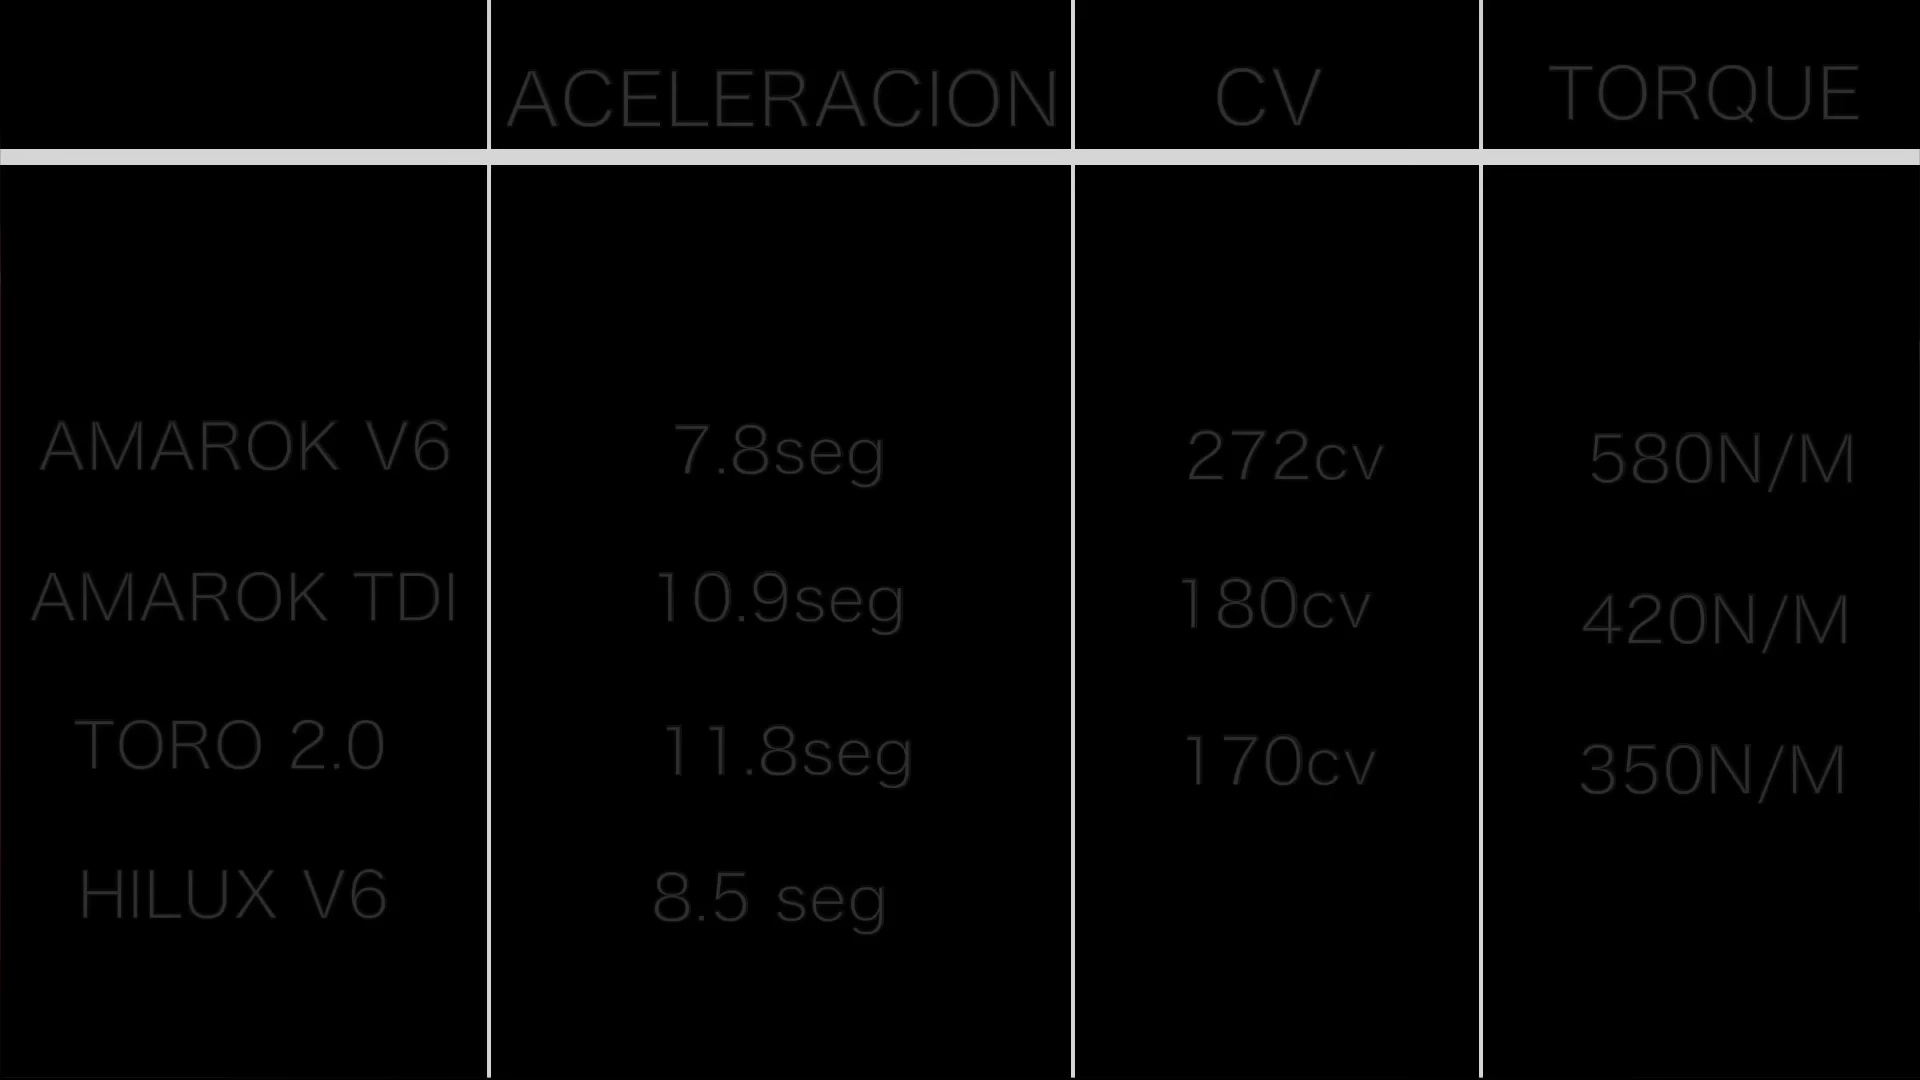 ACELERACION CV TORQUE
AMAROK V6 7.8seg 272cv 580N/M
AMAROK TDI 10.9seg 180cv 420N/M
TORO 2.0 11.8seg 170cv 350N/M
HILUX V6 8.5 seg